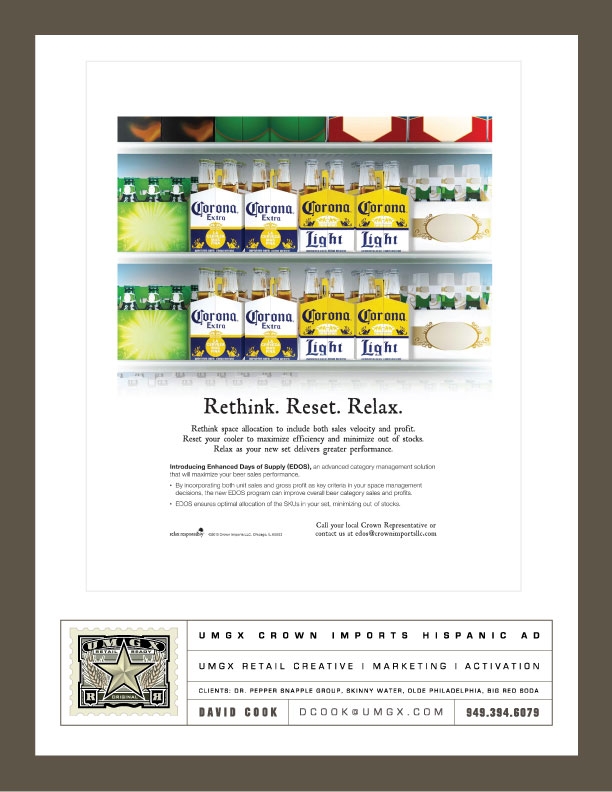 Corona Extra
Corona Extra
Corona Light
Corona Light
Corona Extra
Corona Extra
Corona Light
Corona Light
Rethink. Reset. Relax.
Rethink space allocation to include both sales velocity and profit.
Reset your cooler to maximize efficiency and minimize out of stocks.
Relax as your new set delivers greater performance.
Introducing Enhanced Days of Supply (EDOS), an advanced category management solution
that will maximize your beer sales performance.
• By incorporating both unit sales and gross profit as key criteria in your space management
decisions, the new EDOS program can improve overall beer category sales and profits.
• EDOS ensures optimal allocation of the SKUs in your set, minimizing out of stocks.
Call your local Crown Representative or
relax responsibly Crown Imports LLC, Chicago, IL contact us at edos@crownimportsllc.com
UMGX
RETAIL READY
ORIGINAL
R R
UMGX CROWN IMPORTS HISPANIC AD
UMGX RETAIL CREATIVE | MARKETING | ACTIVATION
CLIENTS: DR. PEPPER SNAPPLE GROUP, SKINNY WATER, OLDE PHILADELPHIA, BIG RED SODA
DAVID COOK DCOOK@UMGX.COM 949.394.6079